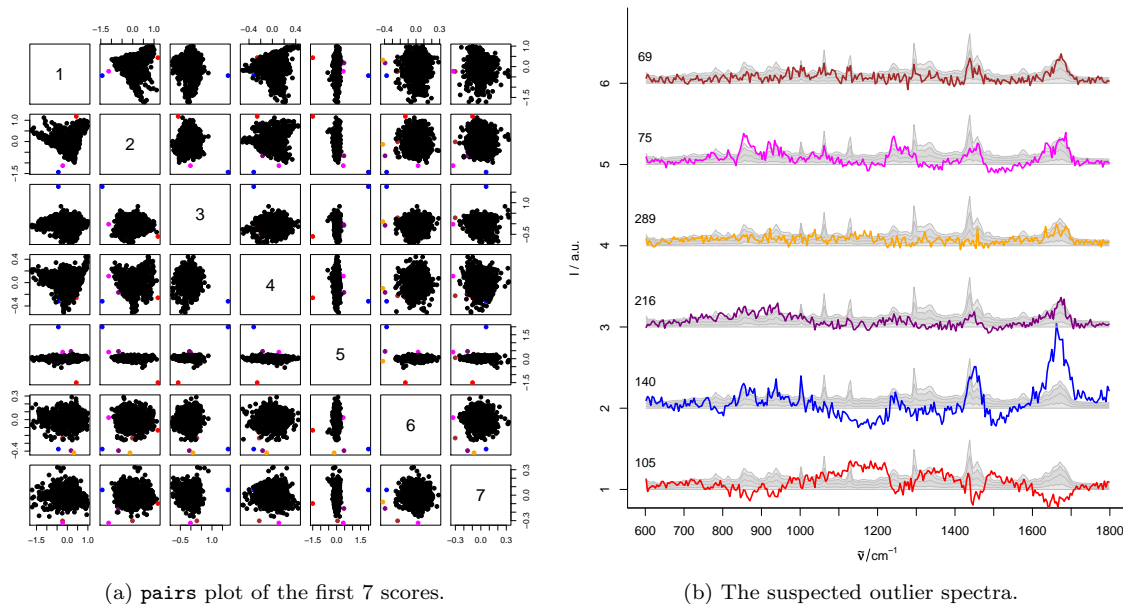 −1.5 0.0 1.0
−0.4 0.2
−1.5 0.0 1.5
−0.4 0.0 0.3
1
−1.5 0.0 1.0
−1.5 0.0 1.0
2
3
−0.5 0.5
−0.4 0.2
4
5
−1.5 0.0 1.5
−0.4 0.0 0.3
6
7
−0.3 0.0 0.3
−1.5 0.0 1.0
−0.5 0.5
−1.5 0.0 1.5
−0.3 0.0 0.3
(a) pairs plot of the first 7 scores.
69
6
75
5
289
4
216
3
140
2
105
1
I / a.u.
600 700 800 900 1000 1200 1400 1600 1800
ṽ/cm−1
(b) The suspected outlier spectra.